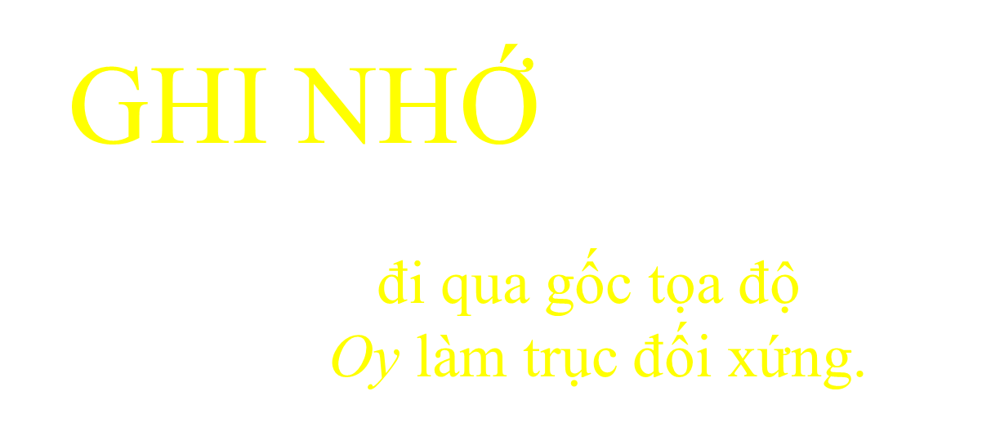 GHI NHỚ
đi qua gốc tọa độ
Oy làm trục đối xứng.